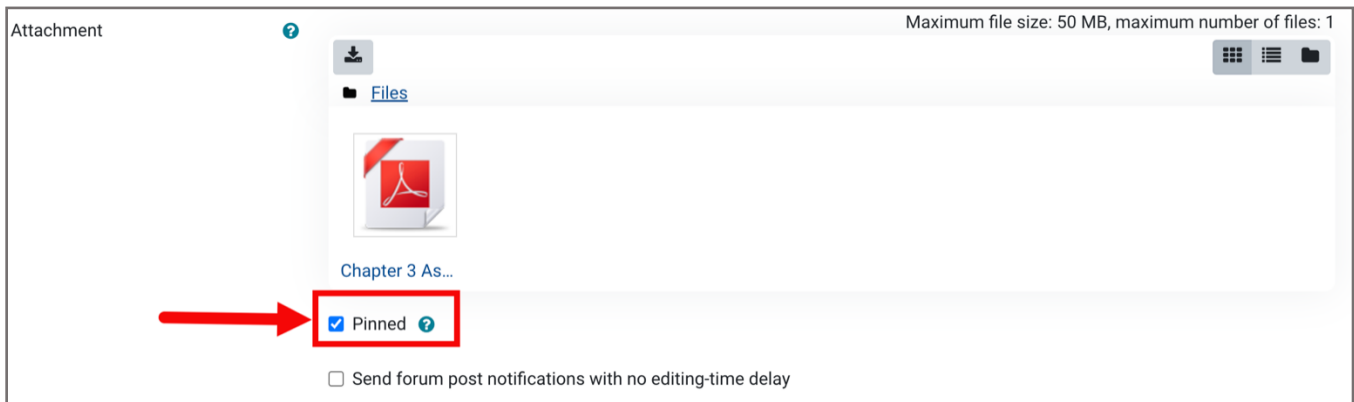 Maximum file size: 50 MB, maximum number of files: 1
Attachment
Files
Chapter 3 As...
Pinned
Send forum post notifications with no editing-time delay